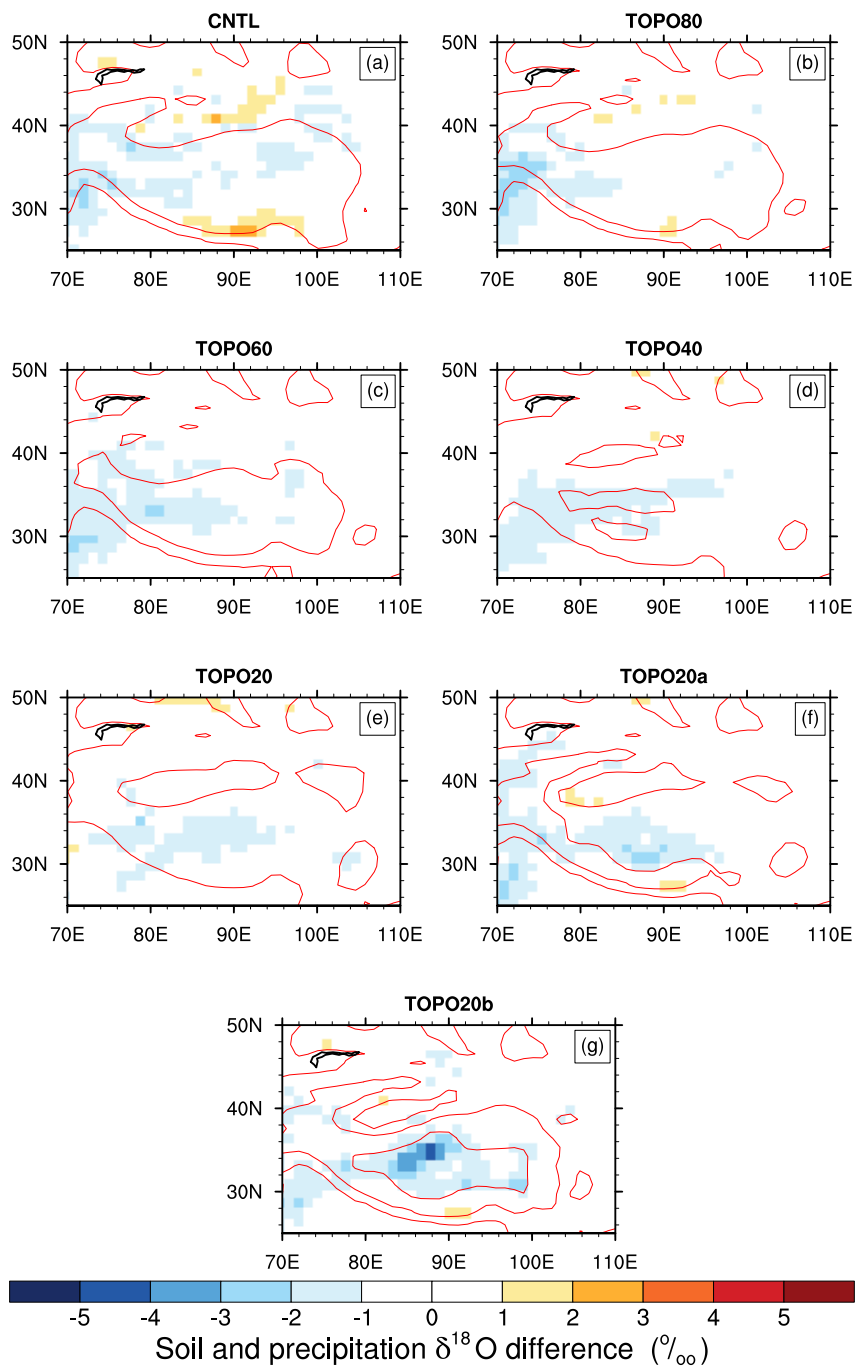 CNTL
TOPO80
50N
(a)
50N
(b)
40N
40N
30N
30N
70E 80E 90E 100E 110E
70E 80E 90E 100E 110E
TOPO60
TOPO40
50N
(c)
50N
(d)
40N
40N
30N
30N
70E 80E 90E 100E 110E
70E 80E 90E 100E 110E
TOPO20
TOPO20a
50N
(e)
50N
(f)
40N
40N
30N
30N
70E 80E 90E 100E 110E
70E 80E 90E 100E 110E
TOPO20b
50N
(g)
40N
30N
70E 80E 90E 100E 110E
-5 -4 -3 -2 -1 0 1 2 3 4 5
Soil and precipitation δ¹⁸O difference (⁰/₀₀)